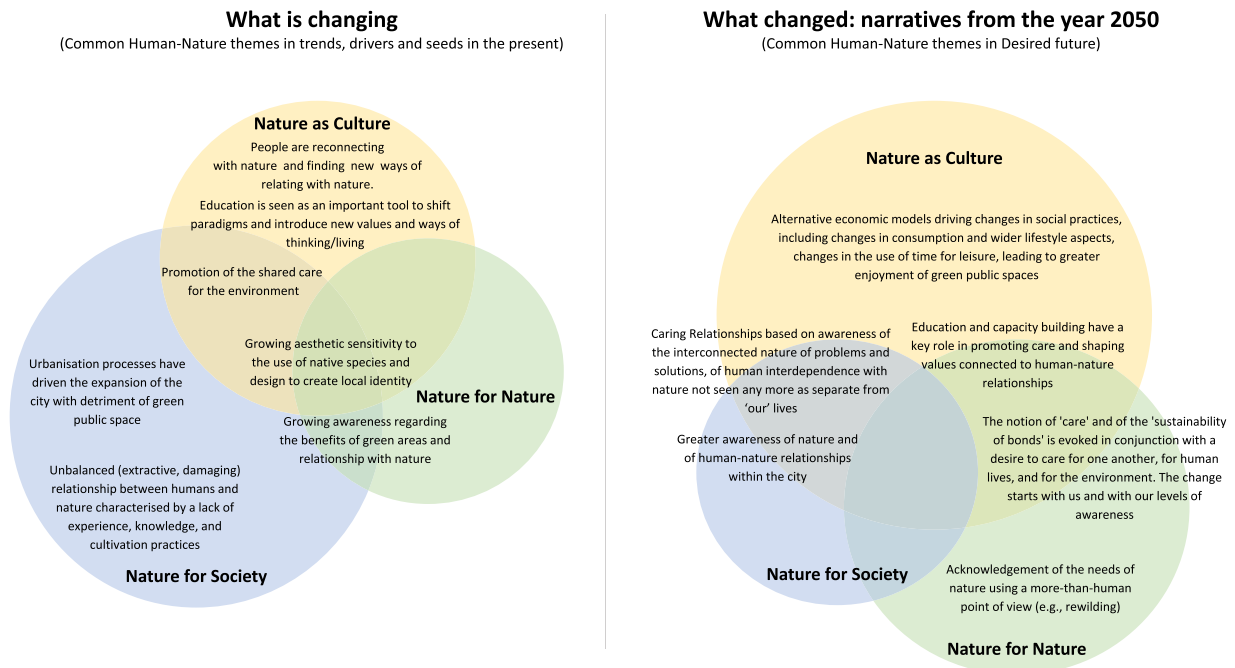 What is changing
(Common Human-Nature themes in trends, drivers and seeds in the present)
Nature as Culture
People are reconnecting
with nature and finding new ways of
relating with nature.
Education is seen as an important tool to shift
paradigms and introduce new values and ways of
thinking/living
Promotion of the shared care
for the environment
Growing aesthetic sensitivity to
the use of native species and
design to create local identity
Nature for Nature
Urbanisation processes have
driven the expansion of the
city with detriment of green
public space
Growing awareness regarding
the benefits of green areas and
relationship with nature
Unbalanced (extractive, damaging)
relationship between humans and
nature characterised by a lack of
experience, knowledge, and
cultivation practices
Nature for Society
What changed: narratives from the year 2050
(Common Human-Nature themes in Desired future)
Nature as Culture
Alternative economic models driving changes in social practices,
including changes in consumption and wider lifestyle aspects,
changes in the use of time for leisure, leading to greater
enjoyment of green public spaces
Caring Relationships based on awareness of
the interconnected nature of problems and
solutions, of human interdependence with
nature not seen any more as separate from
‘our’ lives
Education and capacity building have a
key role in promoting care and shaping
values connected to human-nature
relationships
Greater awareness of nature and
of human-nature relationships
within the city
The notion of 'care' and of the 'sustainability
of bonds' is evoked in conjunction with a
desire to care for one another, for human
lives, and for the environment. The change
starts with us and with our levels of
awareness
Nature for Society
Acknowledgement of the needs of
nature using a more-than-human
point of view (e.g., rewilding)
Nature for Nature